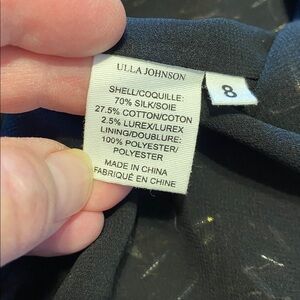 ULLA JOHNSON
8
SHELL/COQUILLE:
70% SILK/SOIE
27.5% COTTON/COTON
2.5% LUREX/LUREX
LINING/DOUBLURE:
100% POLYESTER/
POLYESTER
MADE IN CHINA
FABRIQUÉ EN CHINE